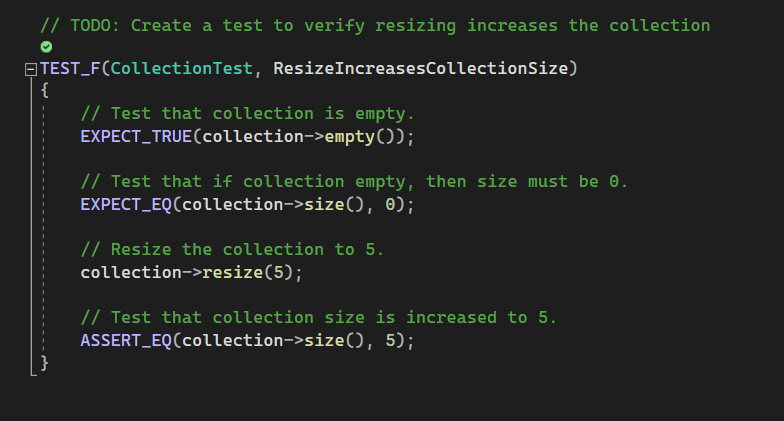 // TODO: Create a test to verify resizing increases the collection
TEST_F(CollectionTest, ResizeIncreasesCollectionSize)
{
    // Test that collection is empty.
    EXPECT_TRUE(collection->empty());

    // Test that if collection empty, then size must be 0.
    EXPECT_EQ(collection->size(), 0);

    // Resize the collection to 5.
    collection->resize(5);

    // Test that collection size is increased to 5.
    ASSERT_EQ(collection->size(), 5);
}